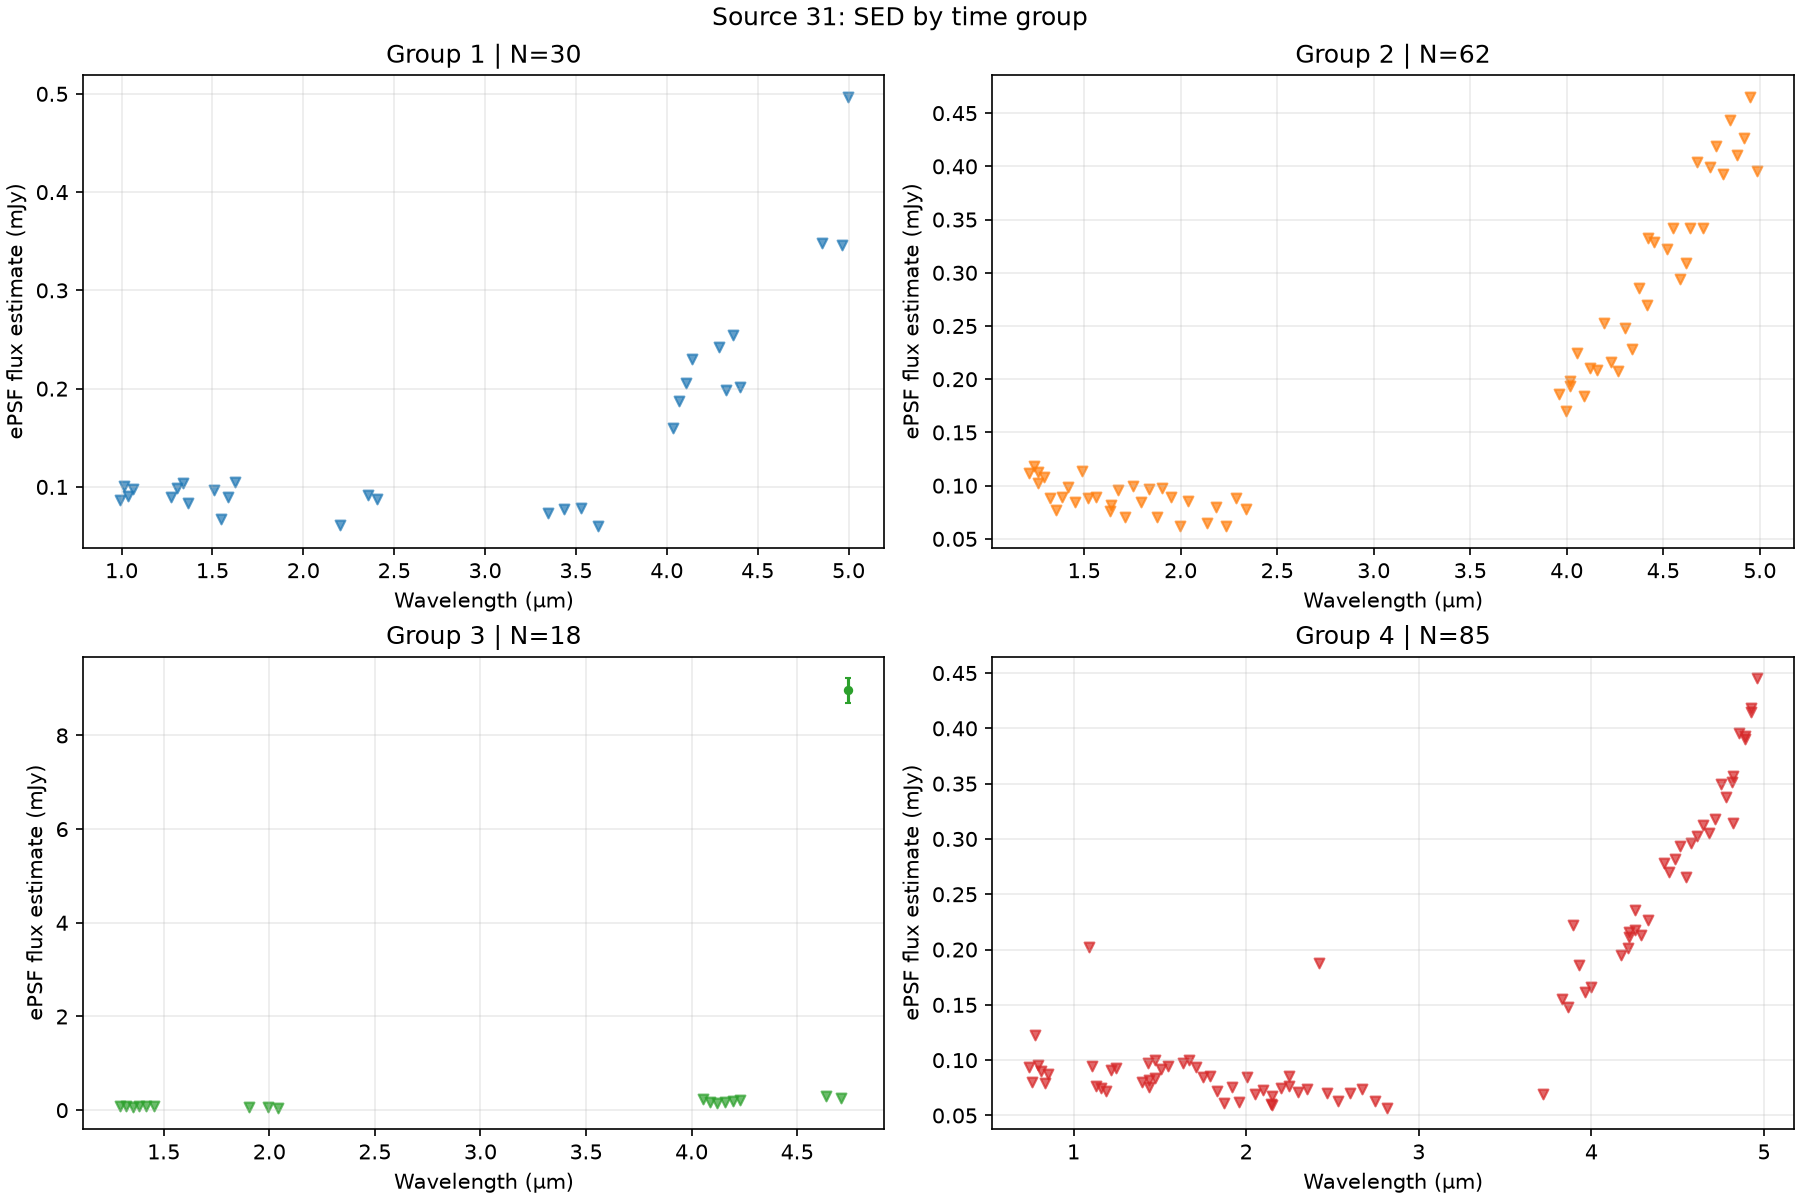 Source 31: SED by time group
Group 1 | N=30
ePSF flux estimate (mJy)
0.5
0.4
0.3
0.2
0.1
1.0 1.5 2.0 2.5 3.0 3.5 4.0 4.5 5.0
Wavelength (μm)
Group 2 | N=62
ePSF flux estimate (mJy)
0.45
0.40
0.35
0.30
0.25
0.20
0.15
0.10
0.05
1.5 2.0 2.5 3.0 3.5 4.0 4.5 5.0
Wavelength (μm)
Group 3 | N=18
ePSF flux estimate (mJy)
8
6
4
2
0
1.5 2.0 2.5 3.0 3.5 4.0 4.5
Wavelength (μm)
Group 4 | N=85
ePSF flux estimate (mJy)
0.45
0.40
0.35
0.30
0.25
0.20
0.15
0.10
0.05
1 2 3 4 5
Wavelength (μm)